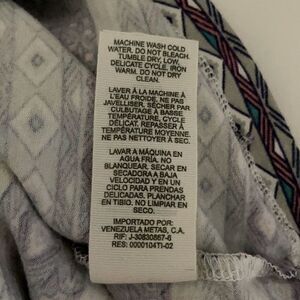 MACHINE WASH COLD
WATER. DO NOT BLEACH.
TUMBLE DRY, LOW,
DELICATE CYCLE. IRON
WARM. DO NOT DRY
CLEAN.
LAVER À LA MACHINE À
L'EAU FROIDE. NE PAS
JAVELLISER. SÉCHER PAR
CULBUTAGE À BASSE
TEMPÉRATURE, CYCLE
DÉLICAT. REPASSER À
TEMPÉRATURE MOYENNE.
NE PAS NETTOYER À SEC.
LAVAR A MÁQUINA EN
AGUA FRÍA. NO
BLANQUEAR. SECAR EN
SECADORA A BAJA
VELOCIDAD Y EN UN
CICLO PARA PRENDAS
DELICADAS. PLANCHAR
EN TIBIO. NO LIMPIAR EN
SECO.
IMPORTADO POR:
VENEZUELA METAS, C.A.
RIF: J-30830867-6
RES: 0000104TI-02